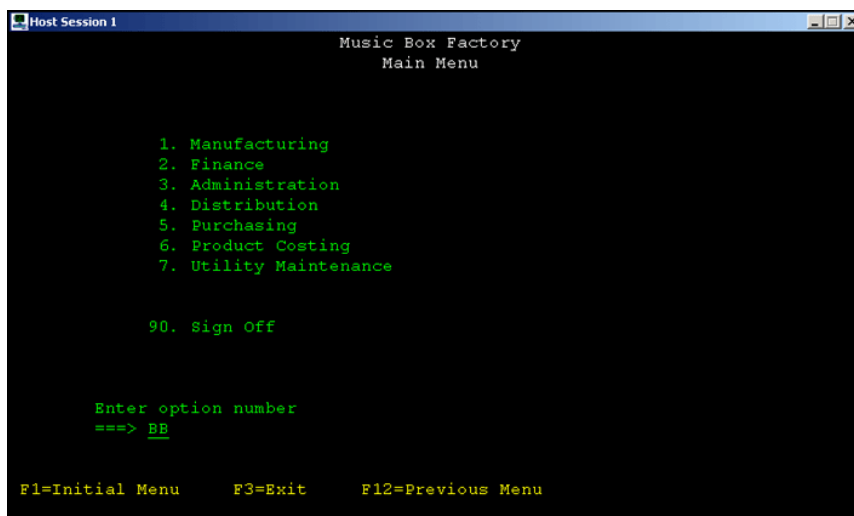 Host Session 1
Music Box Factory
Main Menu
1. Manufacturing
2. Finance
3. Administration
4. Distribution
5. Purchasing
6. Product Costing
7. Utility Maintenance
90. Sign Off
Enter option number
===> BB
F1=Initial Menu F3=Exit F12=Previous Menu